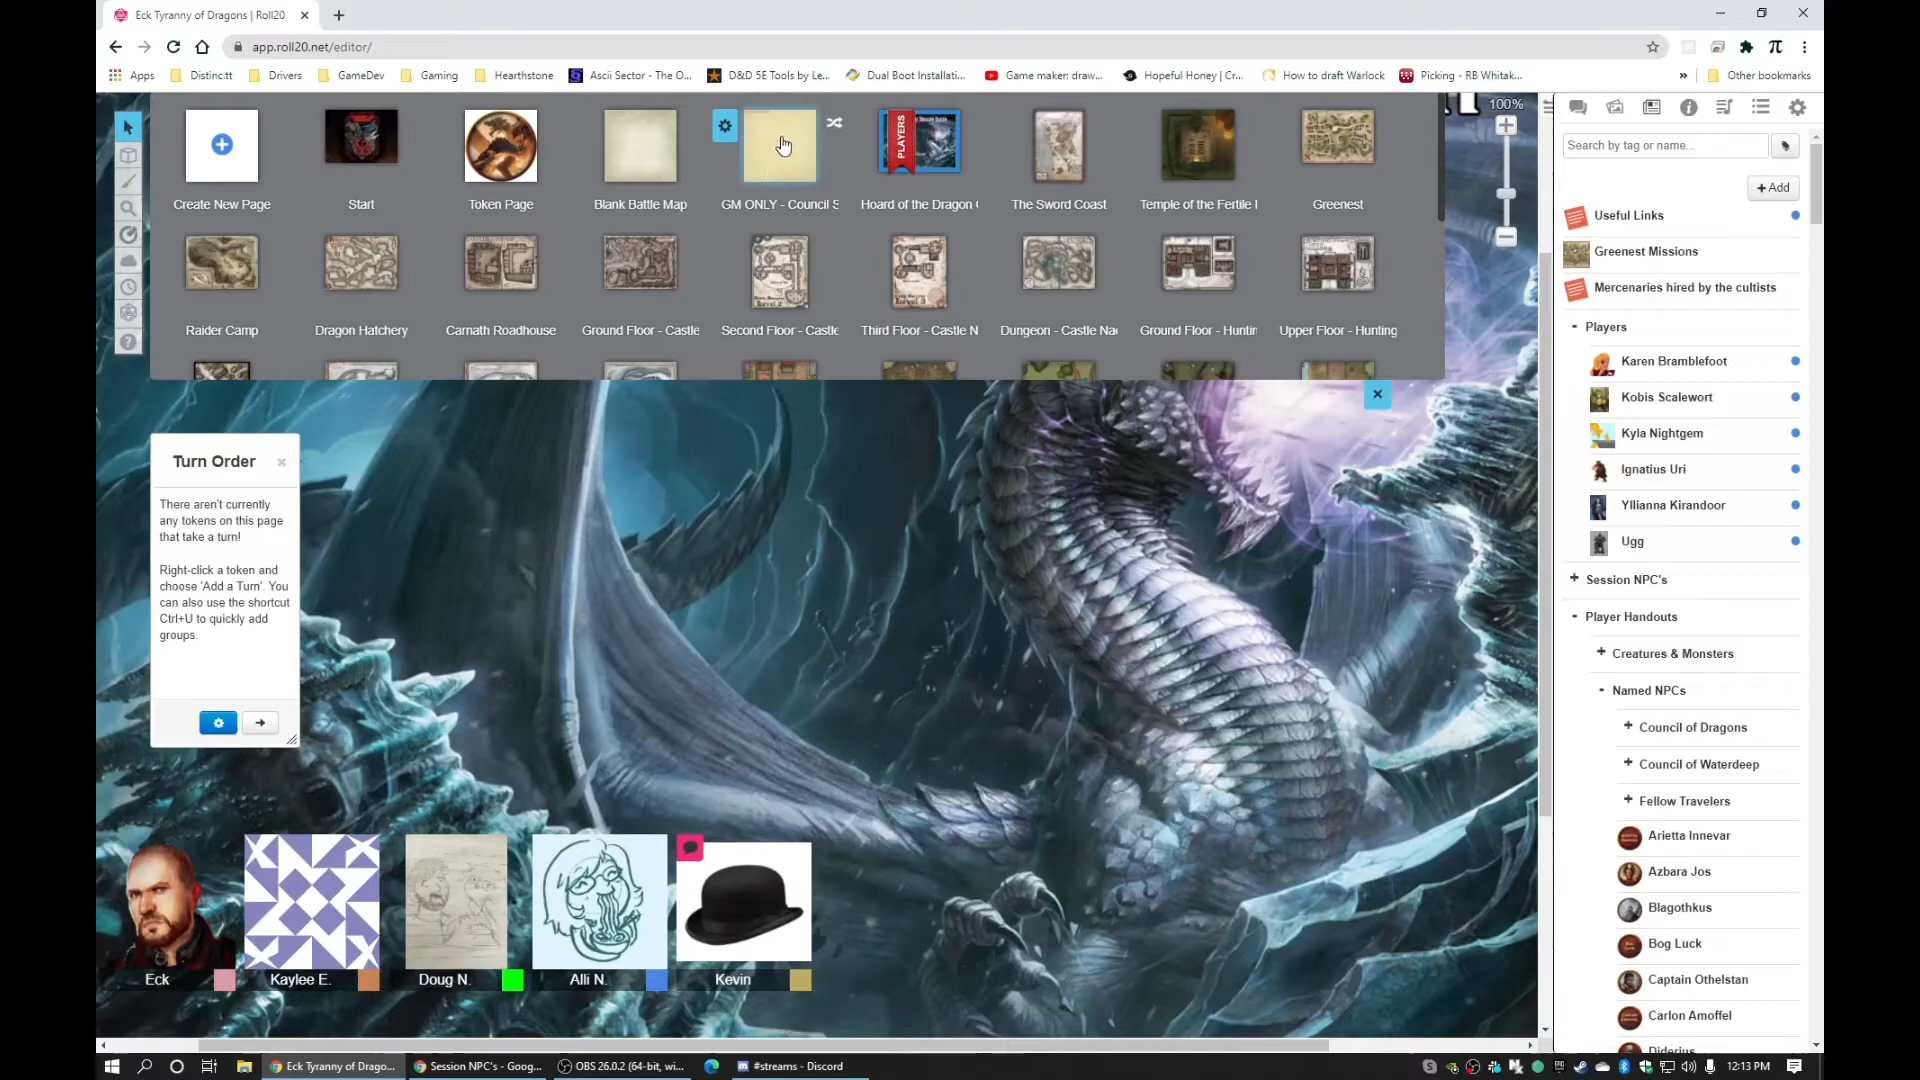 Eck Tyranny of Dragons | Roll20
app.roll20.net/editor/
Apps
Distinc.tt
Drivers
GameDev
Gaming
Hearthstone
Ascii Sector - The O...
D&D 5E Tools by Le...
Dual Boot Installati...
Game maker: draw...
Hopeful Honey | Cr...
How to draft Warlock
Picking - RB Whitak...
»
Other bookmarks
PLAYERS
Create New Page
Start
Token Page
Blank Battle Map
GM ONLY - Council S
Hoard of the Dragon
The Sword Coast
Temple of the Fertile
Greenest
Raider Camp
Dragon Hatchery
Carnath Roadhouse
Ground Floor - Castle
Second Floor - Castle
Third Floor - Castle N
Dungeon - Castle Nae
Ground Floor - Huntin
Upper Floor - Hunting
100%
Turn Order
There aren't currently
any tokens on this page
that take a turn!
Right-click a token and
choose 'Add a Turn'. You
can also use the shortcut
Ctrl+U to quickly add
groups.
Eck
Kaylee E.
Doug N.
Alli N.
Kevin
Search by tag or name...
+ Add
Useful Links
Greenest Missions
Mercenaries hired by the cultists
- Players
Karen Bramblefoot
Kobis Scalewort
Kyla Nightgem
Ignatius Uri
Yllianna Kirandoor
Ugg
+ Session NPC's
- Player Handouts
+ Creatures & Monsters
- Named NPCs
+ Council of Dragons
+ Council of Waterdeep
+ Fellow Travelers
Arietta Innevar
Azbara Jos
Blagothkus
Bog Luck
Captain Othelstan
Carlon Amoffel
Diderius
Eck Tyranny of Drago...
Session NPC's - Goog...
OBS 26.0.2 (64-bit, wi...
#streams - Discord
12:13 PM